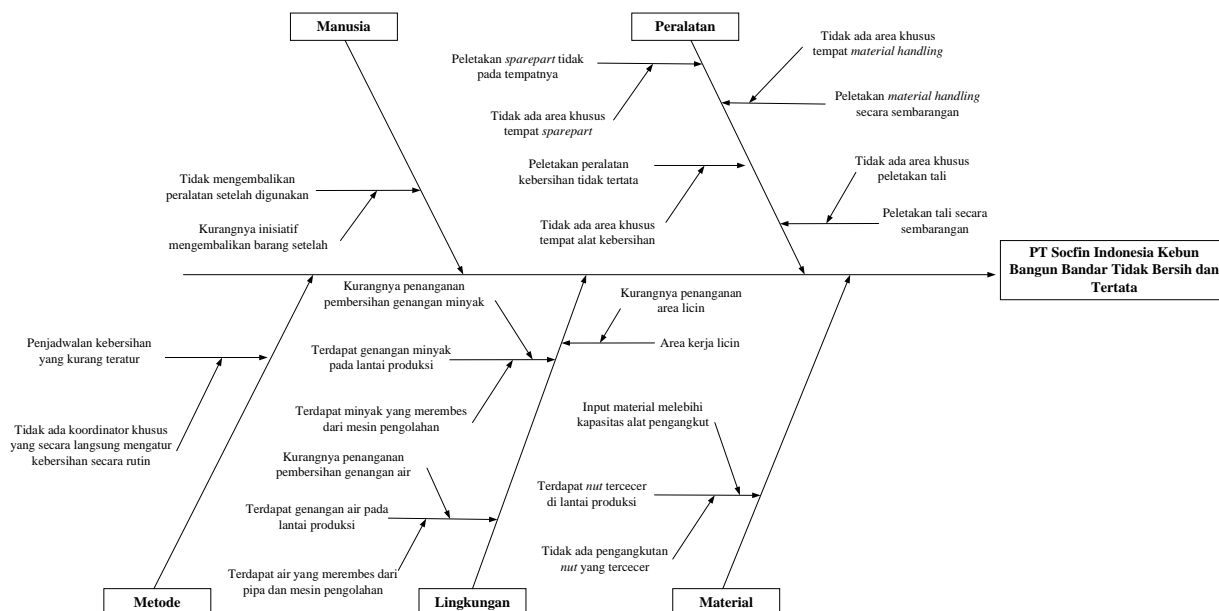 Manusia
Peralatan
Peletakan sparepart tidak
pada tempatnya
Tidak ada area khusus
tempat sparepart
Tidak ada area khusus
tempat material handling
Peletakan material handling
secara sembarangan
Peletakan peralatan
kebersihan tidak tertata
Tidak ada area khusus
tempat alat kebersihan
Tidak ada area khusus
peletakan tali
Peletakan tali secara
sembarangan
Tidak mengembalikan
peralatan setelah digunakan
Kurangnya inisiatif
mengembalikan barang setelah
PT Socfin Indonesia Kebun
Bangun Bandar Tidak Bersih dan
Tertata
Penjadwalan kebersihan
yang kurang teratur
Tidak ada koordinator khusus
yang secara langsung mengatur
kebersihan secara rutin
Kurangnya penanganan
pembersihan genangan minyak
Terdapat genangan minyak
pada lantai produksi
Terdapat minyak yang merembes
dari mesin pengolahan
Kurangnya penanganan
area licin
Area kerja licin
Kurangnya penanganan
pembersihan genangan air
Terdapat genangan air pada
lantai produksi
Terdapat air yang merembes dari
pipa dan mesin pengolahan
Input material melebihi
kapasitas alat pengangkut
Terdapat nut tercecer
di lantai produksi
Tidak ada pengangkutan
nut yang tercecer
Metode
Lingkungan
Material